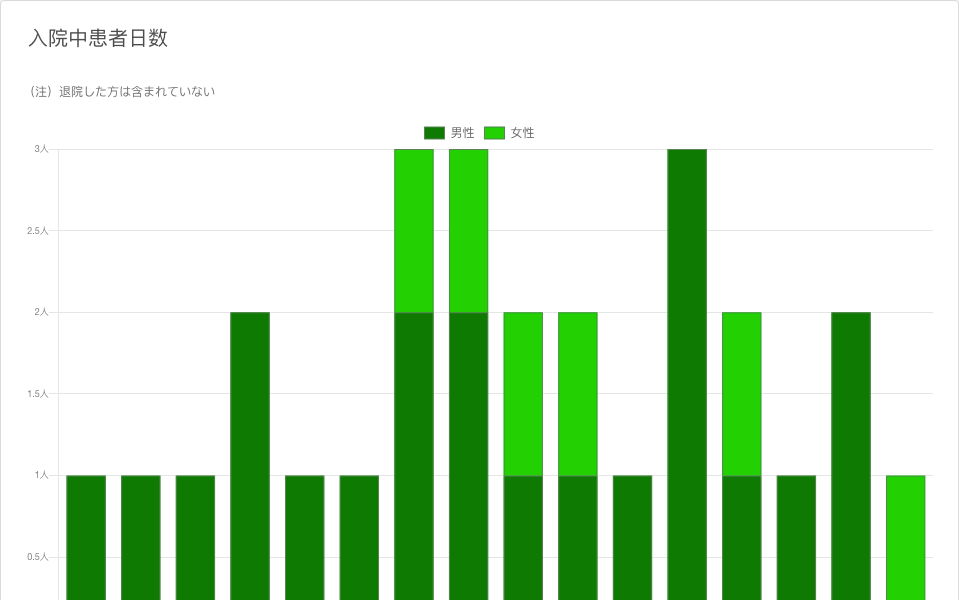 入院中患者日数
（注）退院した方は含まれていない
男性 女性
3人
2.5人
2人
1.5人
1人
0.5人